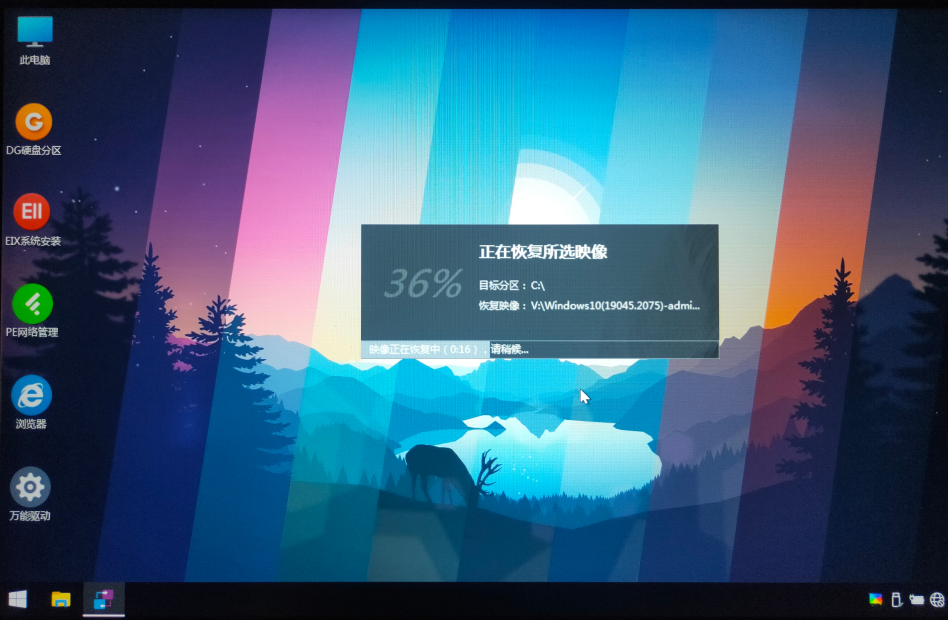 此电脑
DG硬盘分区
EIX系统安装
PE网络管理
浏览器
万能驱动
正在恢复所选映像
36%
目标分区：C:\
恢复映像：V:\Windows10(19045.2075)-admi...
映像正在恢复中（0:16），请稍候...